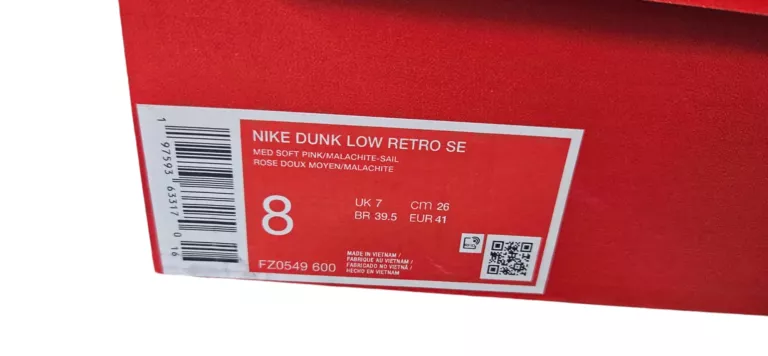 NIKE DUNK LOW RETRO SE
MED SOFT PINK/MALACHITE-SAIL
ROSE DOUX MOYEN/MALACHITE
8
UK 7 cm 26
BR 39.5 EUR 41
FZ0549 600
MADE IN VIETNAM /
FABRIQUÉ AU VIETNAM /
FABRICADO NO VIETNÃ /
HECHO EN VIETNAM
1 97593 63317 0 16